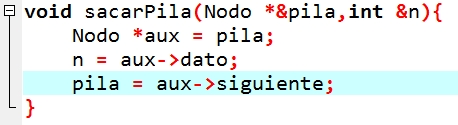 void sacarPila(Nodo *&pila,int &n){
    Nodo *aux = pila;
    n = aux->dato;
    pila = aux->siguiente;
}